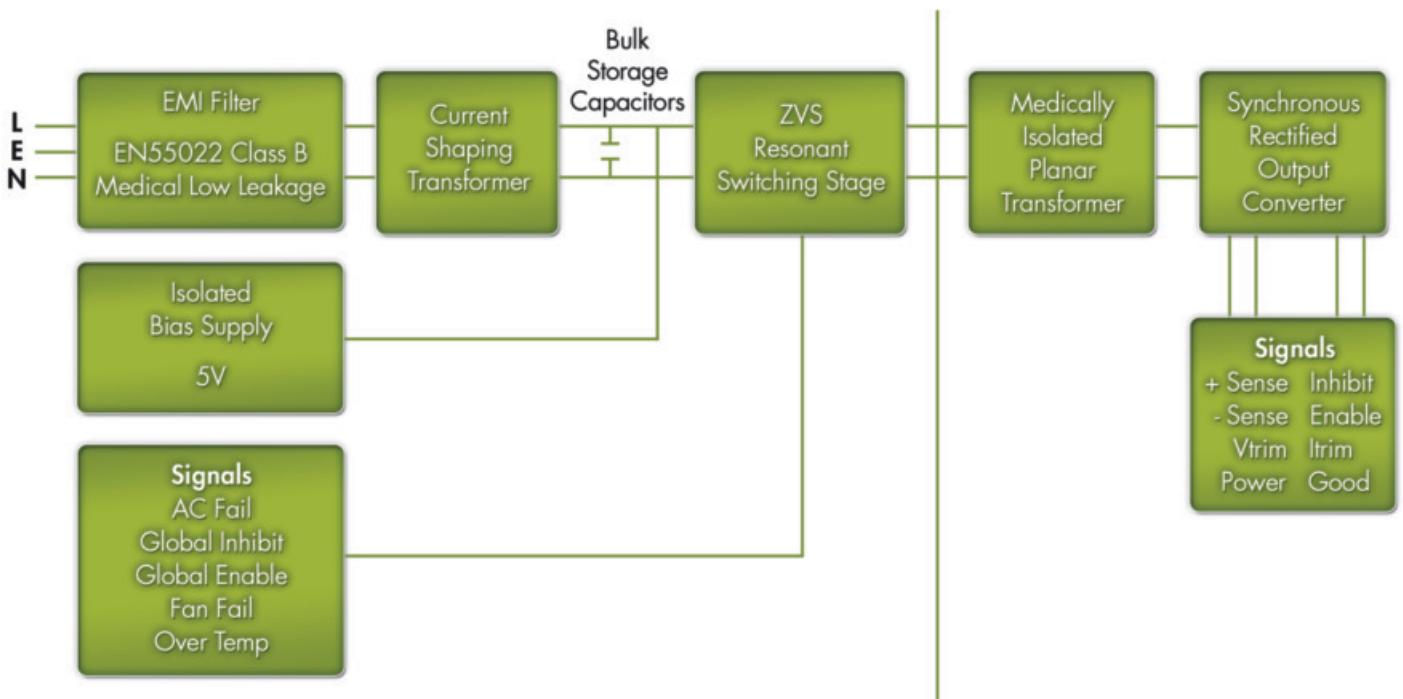 L
E
N
EMI Filter
EN55022 Class B
Medical Low Leakage
Current
Shaping
Transformer
Bulk
Storage
Capacitors
ZVS
Resonant
Switching Stage
Medically
Isolated
Planar
Transformer
Synchronous
Rectified
Output
Converter
Isolated
Bias Supply
5V
Signals
AC Fail
Global Inhibit
Global Enable
Fan Fail
Over Temp
Signals
+ Sense Inhibit
- Sense Enable
Vtrim Itrim
Power Good